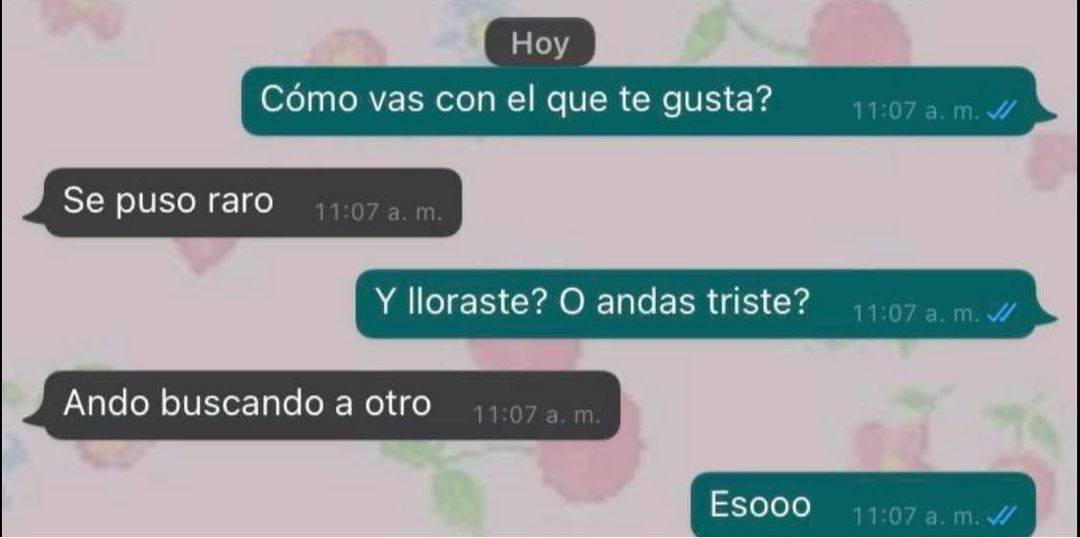 Hoy
Cómo vas con el que te gusta? 11:07 a. m.
Se puso raro 11:07 a. m.
Y lloraste? O andas triste? 11:07 a. m.
Ando buscando a otro 11:07 a. m.
Esooo 11:07 a. m.